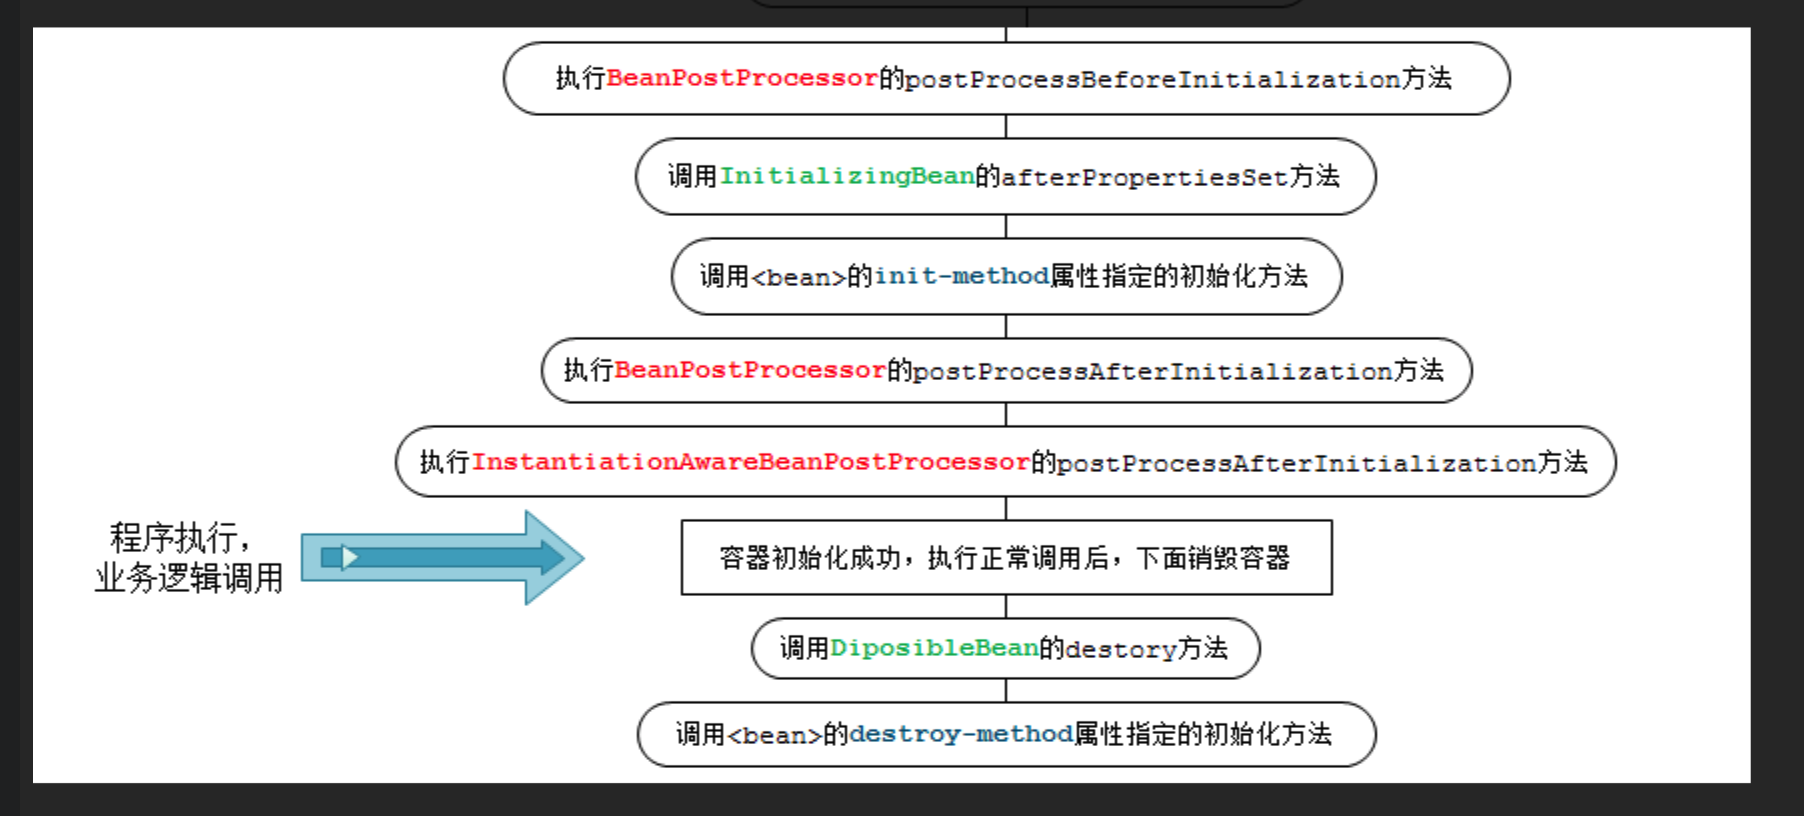 执行BeanPostProcessor的postProcessBeforeInitialization方法
调用InitializingBean的afterPropertiesSet方法
调用<bean>的init-method属性指定的初始化方法
执行BeanPostProcessor的postProcessAfterInitialization方法
执行InstantiationAwareBeanPostProcessor的postProcessAfterInitialization方法
程序执行，
业务逻辑调用
容器初始化成功，执行正常调用后，下面销毁容器
调用DiposibleBean的destory方法
调用<bean>的destroy-method属性指定的初始化方法